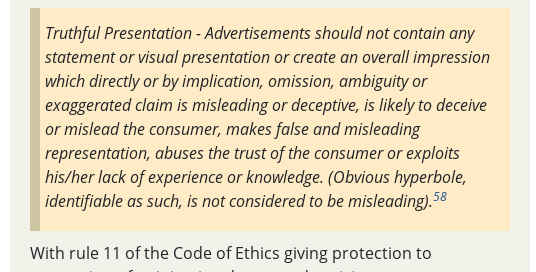 Truthful Presentation - Advertisements should not contain any
statement or visual presentation or create an overall impression
which directly or by implication, omission, ambiguity or
exaggerated claim is misleading or deceptive, is likely to deceive
or mislead the consumer, makes false and misleading
representation, abuses the trust of the consumer or exploits
his/her lack of experience or knowledge. (Obvious hyperbole,
identifiable as such, is not considered to be misleading).58
With rule 11 of the Code of Ethics giving protection to